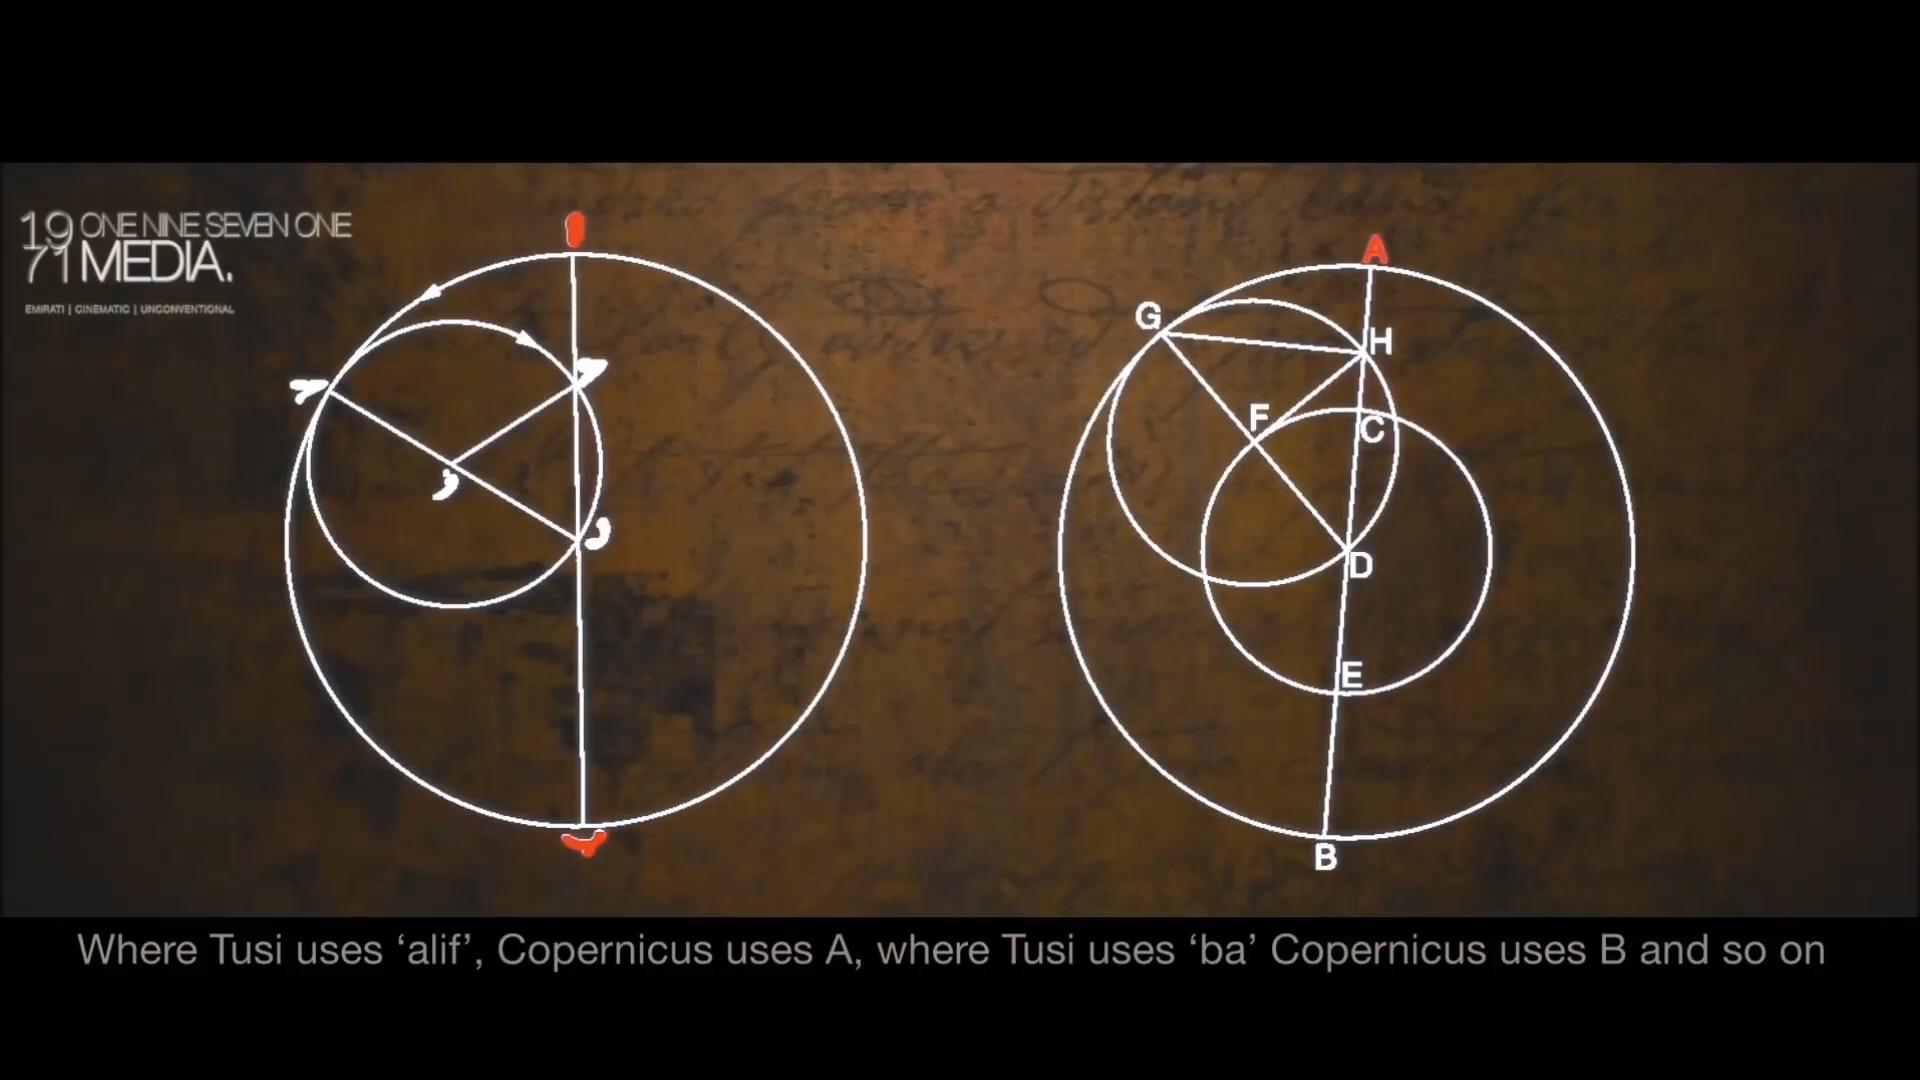 19 ONE NINE SEVEN ONE
71 MEDIA.
EMIRATI | CINEMATIC | UNCONVENTIONAL
A
G
H
F
C
D
E
B
Where Tusi uses ‘alif’, Copernicus uses A, where Tusi uses ‘ba’ Copernicus uses B and so on